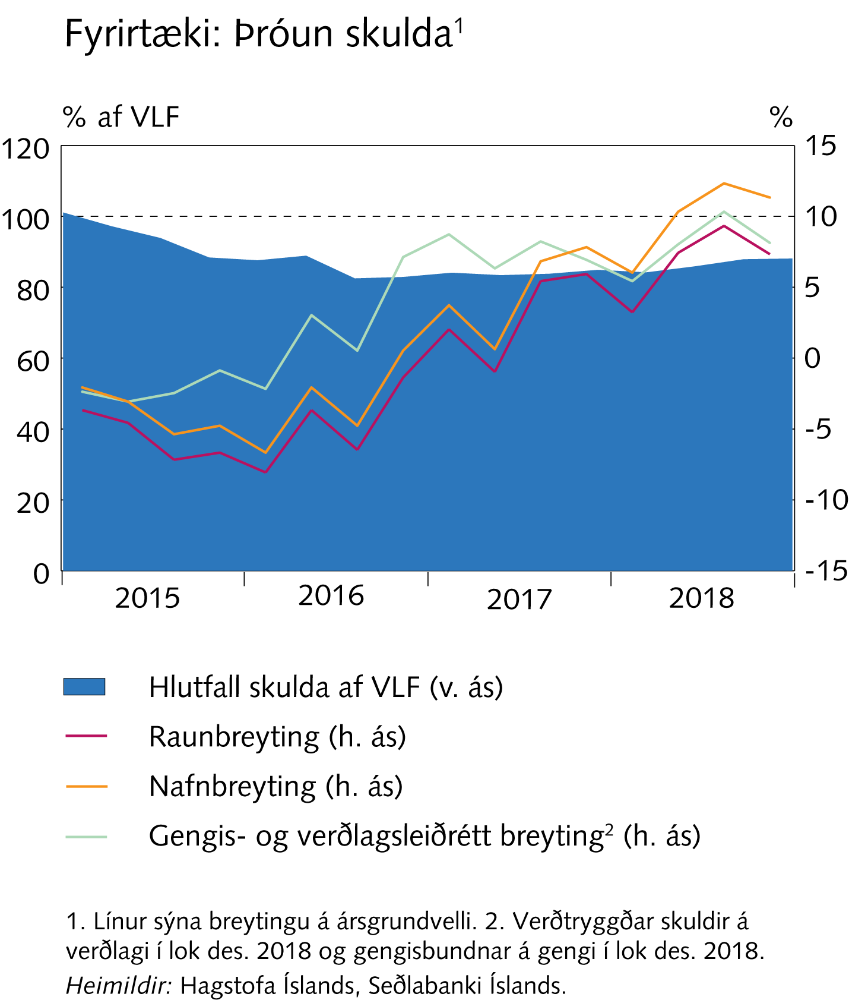 Fyrirtæki: Þróun skulda¹
% af VLF %
120 15
100 10
80 5
60 0
40 -5
20 -10
0 -15
2015 2016 2017 2018
Hlutfall skulda af VLF (v. ás)
Raunbreyting (h. ás)
Nafnbreyting (h. ás)
Gengis- og verðlagsleiðrétt breyting² (h. ás)
1. Línur sýna breytingu á ársgrundvelli. 2. Verðtryggðar skuldir á
verðlagi í lok des. 2018 og gengisbundnar á gengi í lok des. 2018.
Heimildir: Hagstofa Íslands, Seðlabanki Íslands.